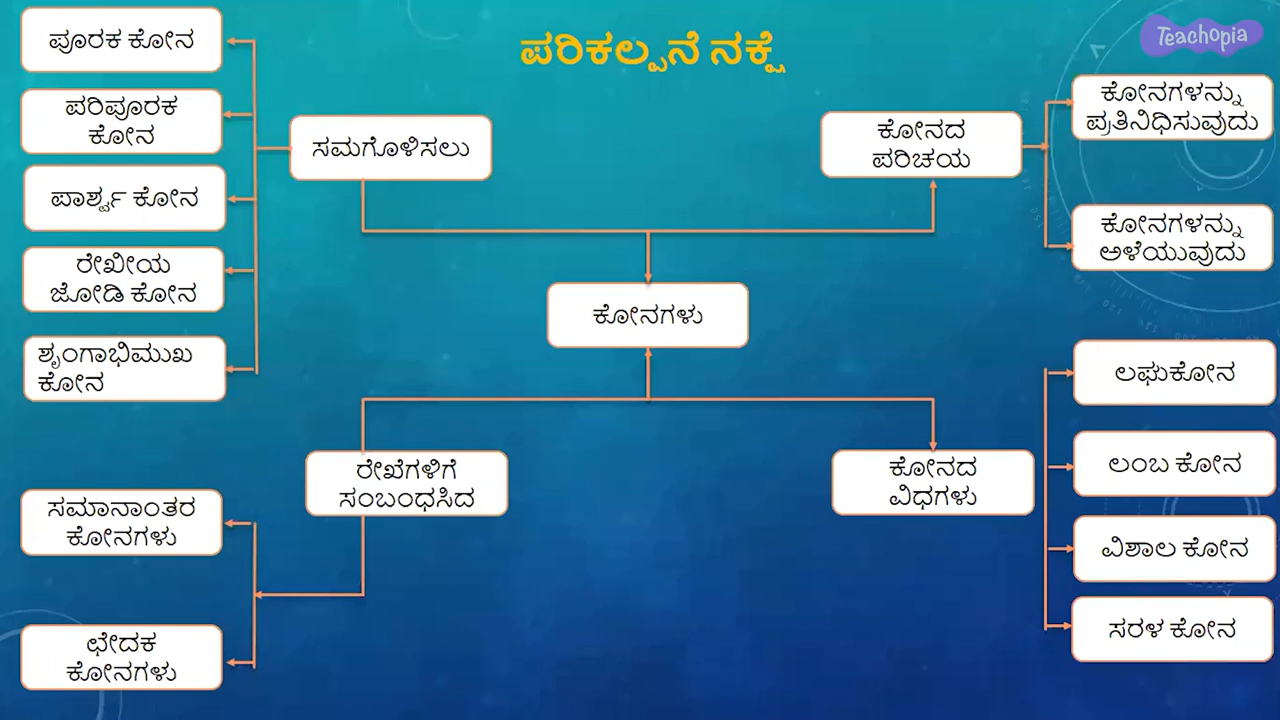 ಪರಿಕಲ್ಪನೆ ನಕ್ಷೆ
Teachopia
ಪೂರಕ ಕೋನ
ಪರಿಪೂರಕ
ಕೋನ
ಪಾರ್ಶ್ವ ಕೋನ
ರೇಖೀಯ
ಜೋಡಿ ಕೋನ
ಶೃಂಗಾಭಿಮುಖ
ಕೋನ
ಸಮಗೊಳಿಸಲು
ಕೋನದ
ಪರಿಚಯ
ಕೋನಗಳನ್ನು
ಪ್ರತಿನಿಧಿಸುವುದು
ಕೋನಗಳನ್ನು
ಅಳೆಯುವುದು
ಕೋನಗಳು
ರೇಖೆಗಳಿಗೆ
ಸಂಬಂಧಸಿದ
ಸಮಾನಾಂತರ
ಕೋನಗಳು
ಛೇದಕ
ಕೋನಗಳು
ಕೋನದ
ವಿಧಗಳು
ಲಘುಕೋನ
ಲಂಬ ಕೋನ
ವಿಶಾಲ ಕೋನ
ಸರಳ ಕೋನ